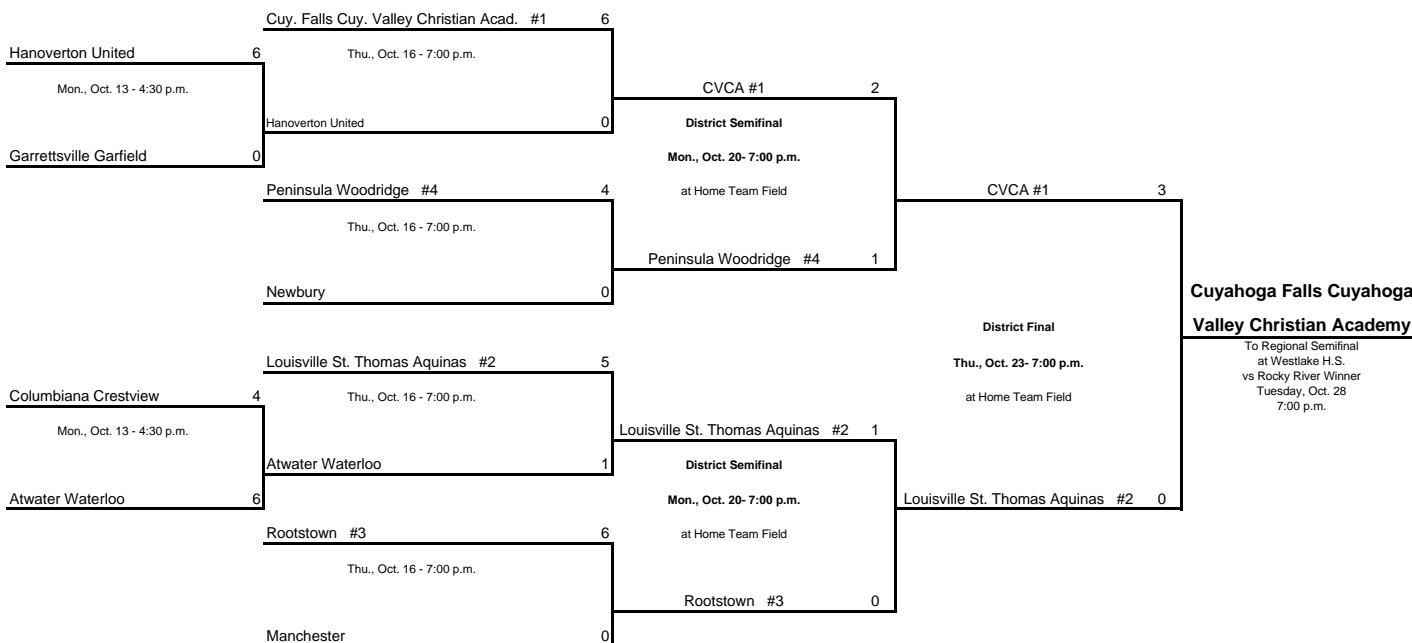 Cuy. Falls Cuy. Valley Christian Acad. #1 6
Hanoverton United 6
Thu., Oct. 16 - 7:00 p.m.
Mon., Oct. 13 - 4:30 p.m.
CVCA #1 2
Hanoverton United 0
District Semifinal
Garrettsville Garfield 0
Mon., Oct. 20- 7:00 p.m.
Peninsula Woodridge #4 4
at Home Team Field
CVCA #1 3
Thu., Oct. 16 - 7:00 p.m.
Peninsula Woodridge #4 1
Newbury 0
Cuyahoga Falls Cuyahoga
District Final
Valley Christian Academy
To Regional Semifinal
at Westlake H.S.
vs Rocky River Winner
Tuesday, Oct. 28
7:00 p.m.
Louisville St. Thomas Aquinas #2 5
Thu., Oct. 23- 7:00 p.m.
Columbiana Crestview 4
Thu., Oct. 16 - 7:00 p.m.
at Home Team Field
Mon., Oct. 13 - 4:30 p.m.
Louisville St. Thomas Aquinas #2 1
Atwater Waterloo 1
District Semifinal
Atwater Waterloo 6
Mon., Oct. 20- 7:00 p.m.
Louisville St. Thomas Aquinas #2 0
Rootstown #3 6
at Home Team Field
Thu., Oct. 16 - 7:00 p.m.
Rootstown #3 0
Manchester 0